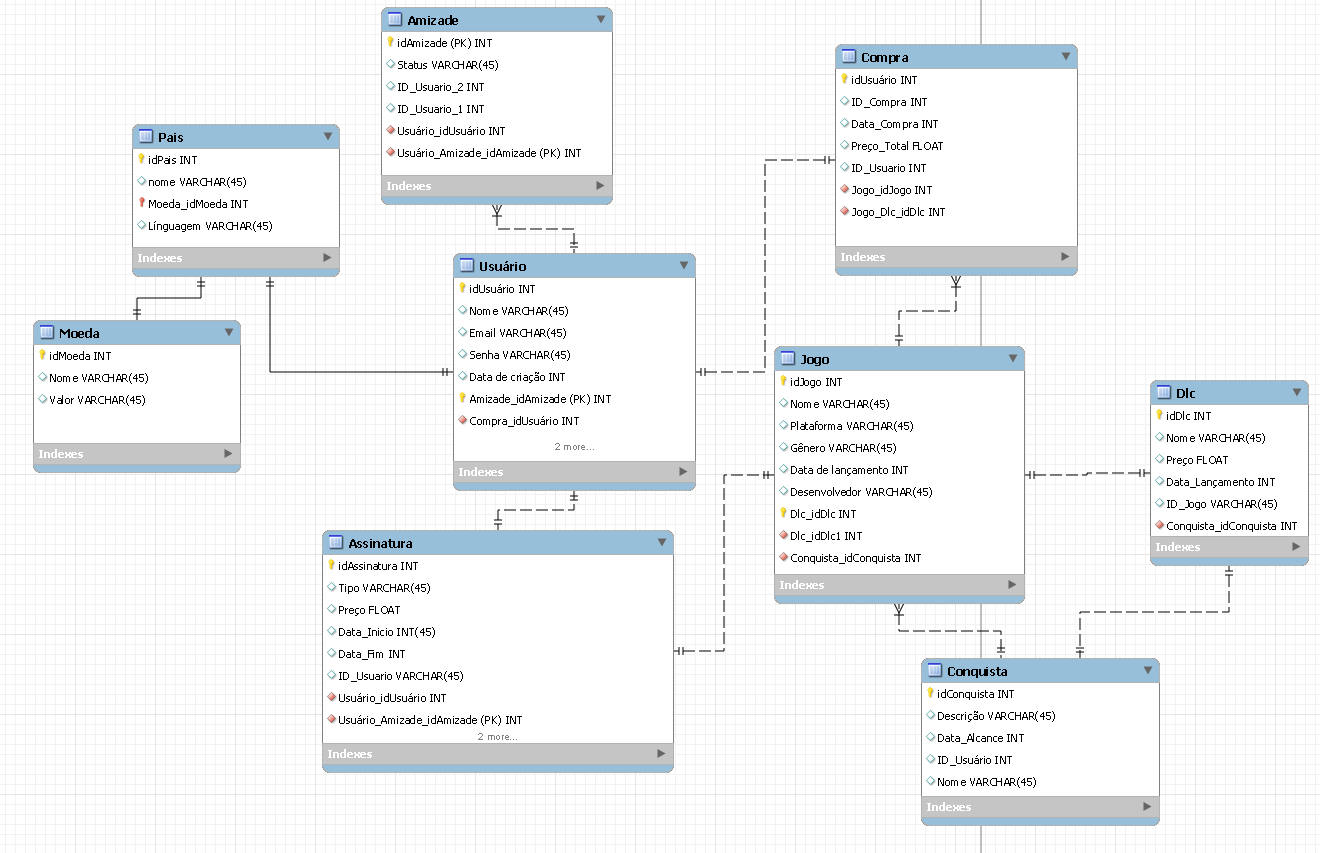 Amizade
idAmizade (PK) INT
Status VARCHAR(45)
ID_Usuario_2 INT
ID_Usuario_1 INT
Usuário_idUsuário INT
Usuário_Amizade_idAmizade (PK) INT
Indexes
Compra
idUsuário INT
ID_Compra INT
Data_Compra INT
Preço_Total FLOAT
ID_Usuario INT
Jogo_idJogo INT
Jogo_Dlc_idDlc INT
Indexes
Pais
idPais INT
nome VARCHAR(45)
Moeda_idMoeda INT
Línguagem VARCHAR(45)
Indexes
Usuário
idUsuário INT
Nome VARCHAR(45)
Email VARCHAR(45)
Senha VARCHAR(45)
Data de criação INT
Amizade_idAmizade (PK) INT
Compra_idUsuário INT
2 more...
Indexes
Moeda
idMoeda INT
Nome VARCHAR(45)
Valor VARCHAR(45)
Indexes
Jogo
idJogo INT
Nome VARCHAR(45)
Plataforma VARCHAR(45)
Gênero VARCHAR(45)
Data de lançamento INT
Desenvolvedor VARCHAR(45)
Dlc_idDlc INT
Dlc_idDlc1 INT
Conquista_idConquista INT
Indexes
Dlc
idDlc INT
Nome VARCHAR(45)
Preço FLOAT
Data_Lançamento INT
ID_Jogo VARCHAR(45)
Conquista_idConquista INT
Indexes
Assinatura
idAssinatura INT
Tipo VARCHAR(45)
Preço FLOAT
Data_Inicio INT(45)
Data_Fim INT
ID_Usuario VARCHAR(45)
Usuário_idUsuário INT
Usuário_Amizade_idAmizade (PK) INT
2 more...
Indexes
Conquista
idConquista INT
Descrição VARCHAR(45)
Data_Alcance INT
ID_Usuário INT
Nome VARCHAR(45)
Indexes